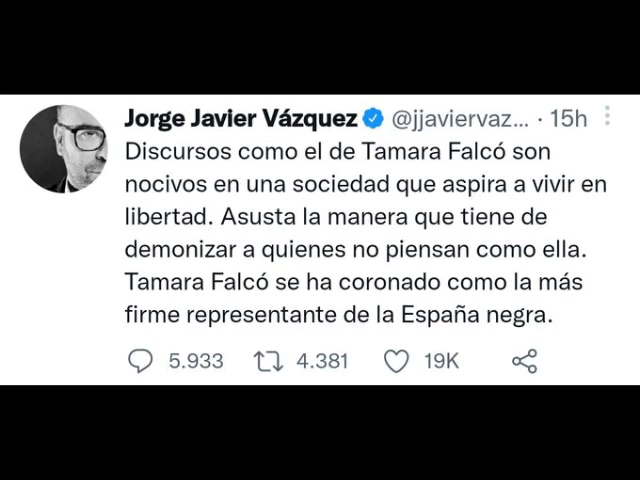 Jorge Javier Vázquez @jjaviervaz... · 15h
Discursos como el de Tamara Falcó son
nocivos en una sociedad que aspira a vivir en
libertad. Asusta la manera que tiene de
demonizar a quienes no piensan como ella.
Tamara Falcó se ha coronado como la más
firme representante de la España negra.
5.933 4.381 19K